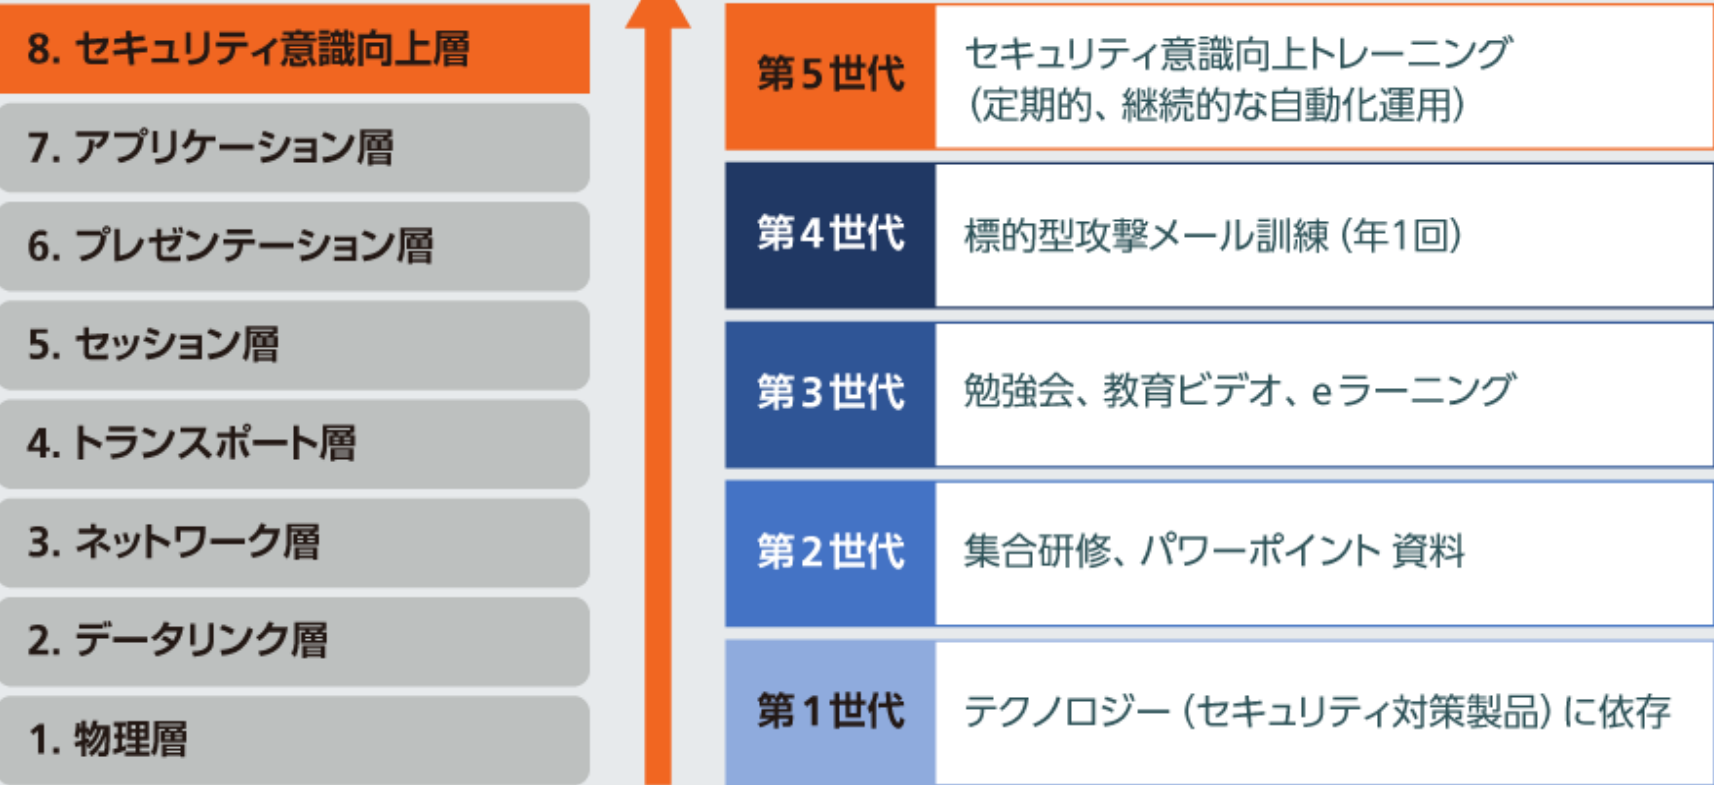 8. セキュリティ意識向上層
7. アプリケーション層
6. プレゼンテーション層
5. セッション層
4. トランスポート層
3. ネットワーク層
2. データリンク層
1. 物理層
第5世代
セキュリティ意識向上トレーニング
（定期的、継続的な自動化運用）
第4世代
標的型攻撃メール訓練（年1回）
第3世代
勉強会、教育ビデオ、eラーニング
第2世代
集合研修、パワーポイント 資料
第1世代
テクノロジー（セキュリティ対策製品）に依存